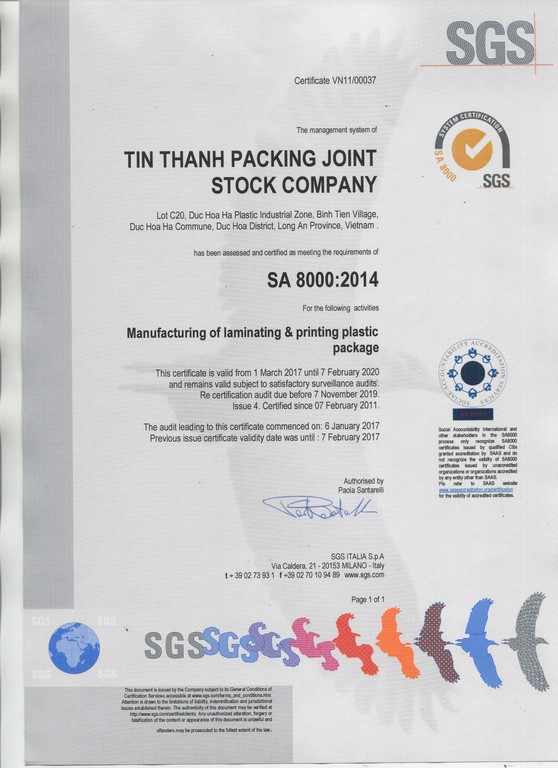 SGS
Certificate VN11/00037
The management system of
SYSTEM CERTIFICATION
SA 8000
SGS
TIN THANH PACKING JOINT
STOCK COMPANY
Lot C20, Duc Hoa Ha Plastic Industrial Zone, Binh Tien Village,
Duc Hoa Ha Commune, Duc Hoa District, Long An Province, Vietnam .
has been assessed and certified as meeting the requirements of
SA 8000:2014
For the following activities
Manufacturing of laminating & printing plastic
package
This certificate is valid from 1 March 2017 until 7 February 2020
and remains valid subject to satisfactory surveillance audits.
Re certification audit due before 7 November 2019.
Issue 4. Certified since 07 February 2011.
The audit leading to this certificate commenced on: 6 January 2017
Previous issue certificate validity date was until : 7 February 2017
SOCIAL ACCOUNTABILITY ACCREDITATION SERVICES
Social Accountability International and
other stakeholders in the SA8000
process only recognize SA8000
certificates issued by qualified CBs
granted accreditation by SAAS and do
not recognize the validity of SA8000
certificates issued by unaccredited
organizations or organizations accredited
by any entity other than SAAS.
Pls refer to SAAS website
www.saasaccreditation.org/certification
for the validity of accredited certificates.
Authorised by
Paola Santarelli
SGS ITALIA S.p.A
Via Caldera, 21 - 20153 MILANO - Italy
t + 39 02 73 93 1 f +39 02 70 10 94 89 www.sgs.com
Page 1 of 1
SGS SGS
SGS SGS
SGSSGSSGS
This document is issued by the Company subject to its General Conditions of
Certification Services accessible at www.sgs.com/terms_and_conditions.htm.
Attention is drawn to the limitations of liability, indemnification and jurisdictional
issues established therein. The authenticity of this document may be verified at
http://www.sgs.com/certifiedclients. Any unauthorized alteration, forgery or
falsification of the content or appearance of this document is unlawful and
offenders may be prosecuted to the fullest extent of the law.